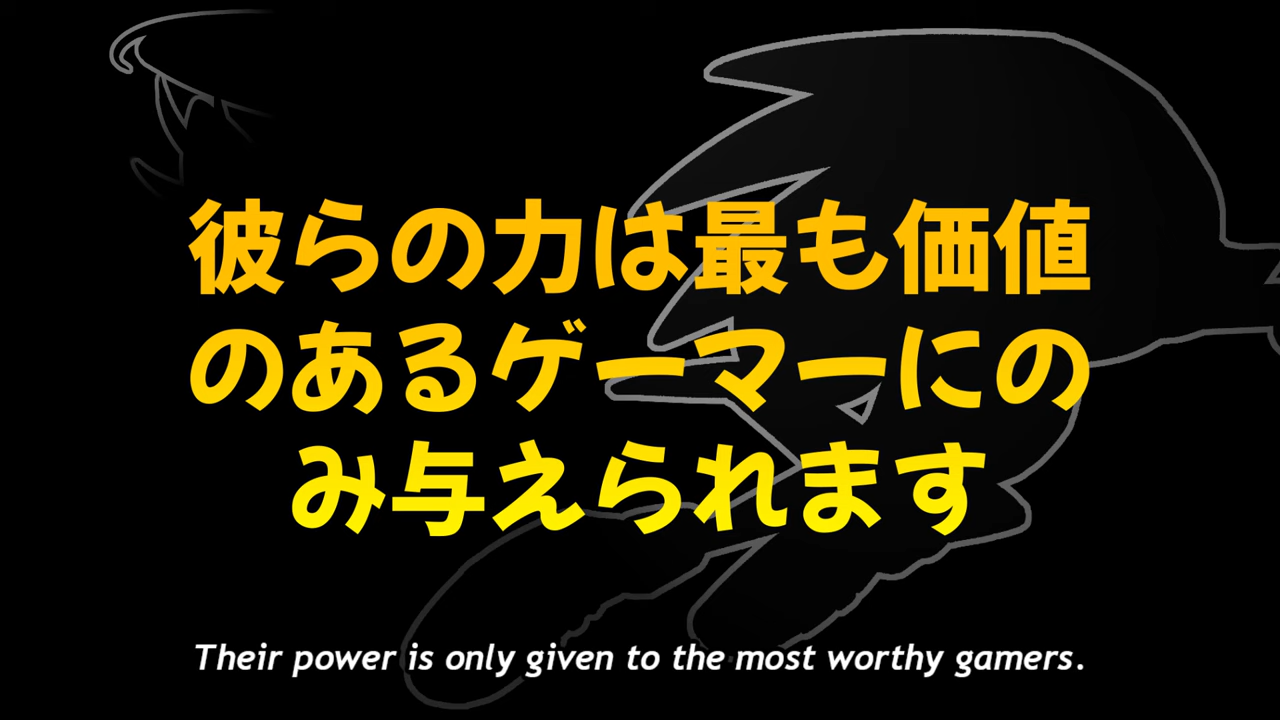 彼らの力は最も価値
のあるゲーマーにの
み与えられます
Their power is only given to the most worthy gamers.